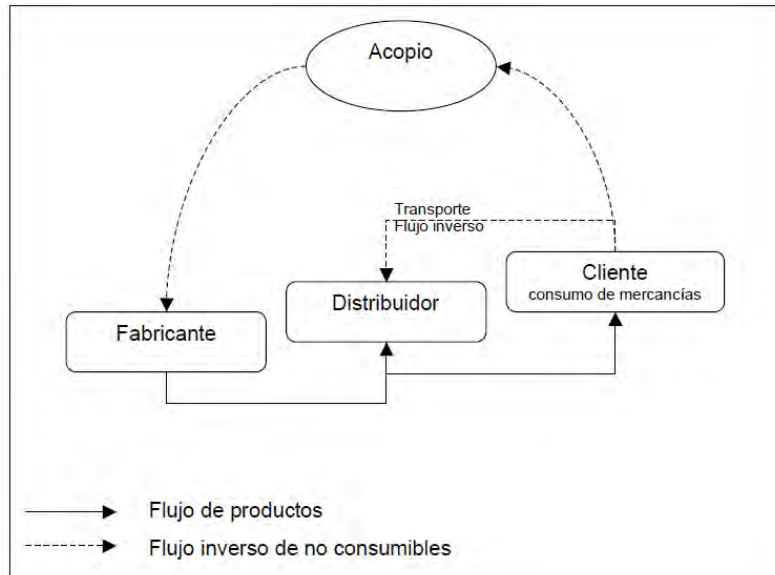 Acopio
Transporte
Flujo inverso
Cliente
consumo de mercancías
Distribuidor
Fabricante
Flujo de productos
Flujo inverso de no consumibles